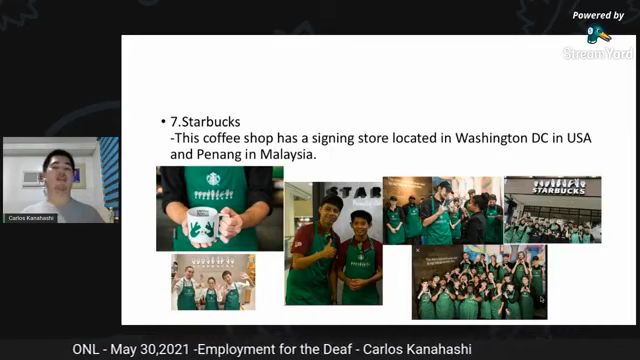 Powered by
StreamYard
• 7.Starbucks
-This coffee shop has a signing store located in Washington DC in USA
and Penang in Malaysia.
STARBUCKS
Carlos Kanahashi
ONL - May 30,2021 -Employment for the Deaf - Carlos Kanahashi